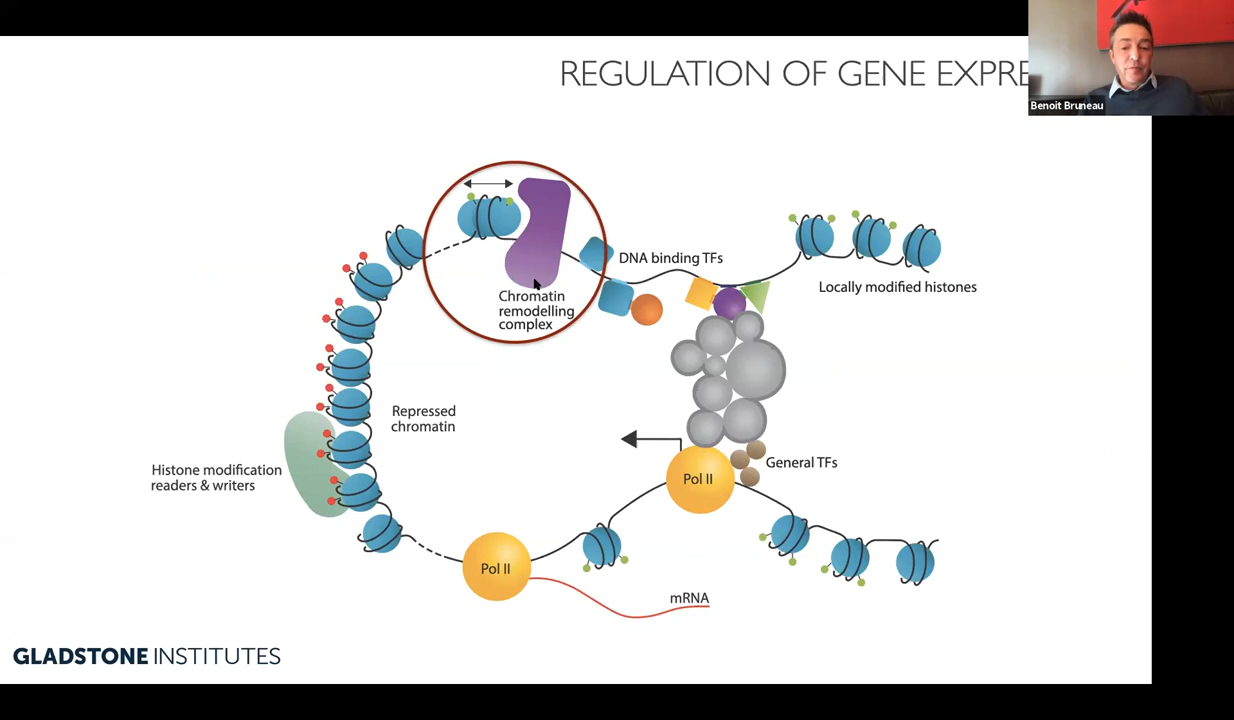 REGULATION OF GENE EXPRE
Benoit Bruneau
DNA binding TFs
Chromatin
remodelling
complex
Locally modified histones
Repressed
chromatin
Histone modification
readers & writers
Pol II
General TFs
Pol II
mRNA
GLADSTONE INSTITUTES